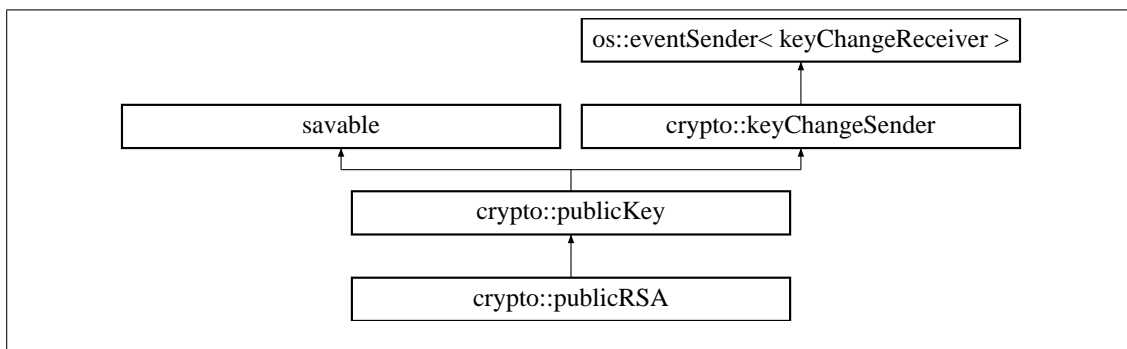 os::eventSender< keyChangeReceiver >
savable
crypto::keyChangeSender
crypto::publicKey
crypto::publicRSA